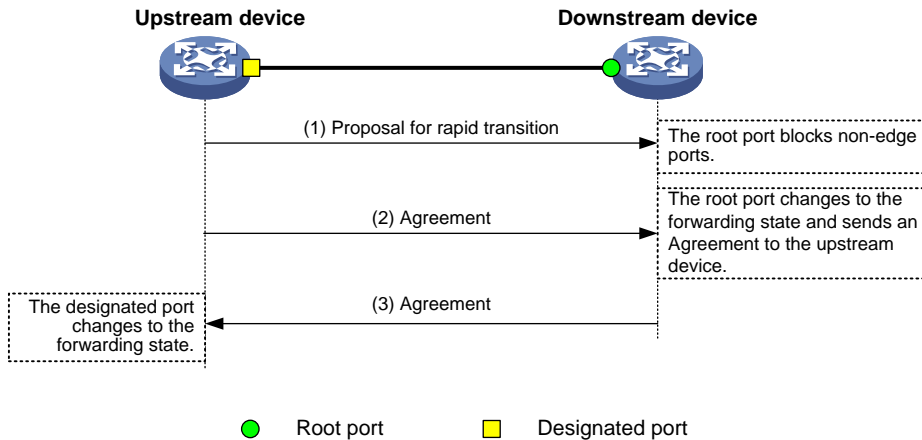 Upstream device
Downstream device
(1) Proposal for rapid transition
The root port blocks non-edge
ports.
(2) Agreement
The root port changes to the
forwarding state and sends an
Agreement to the upstream
device.
(3) Agreement
The designated port
changes to the
forwarding state.
Root port
Designated port